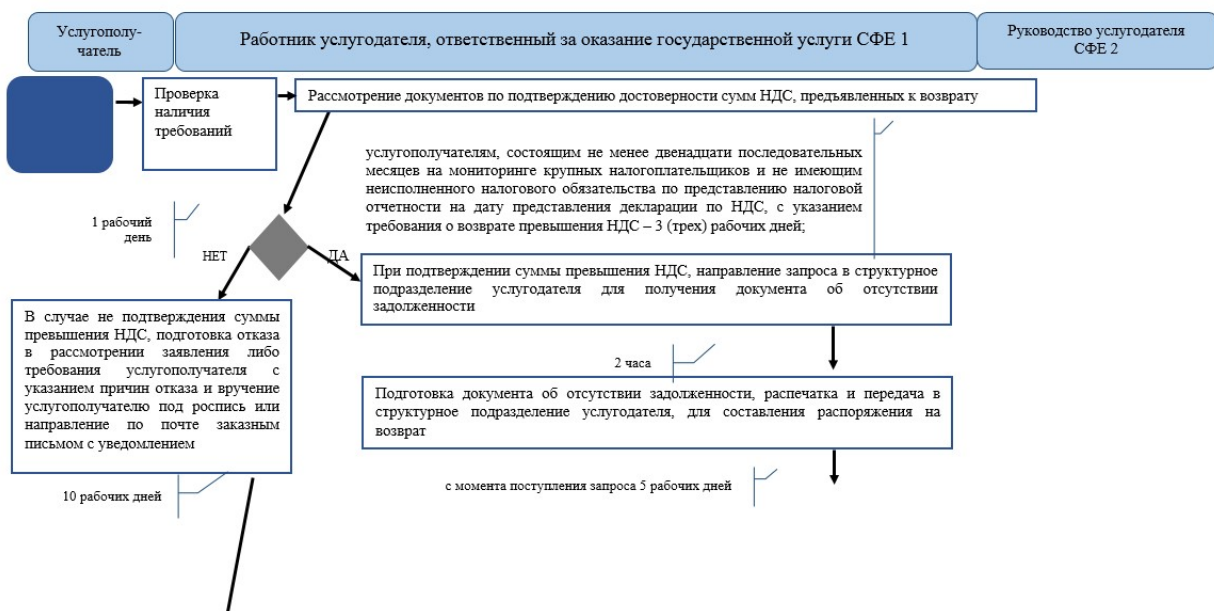 Услугополу-
чатель
Работник услугодателя, ответственный за оказание государственной услуги СФЕ 1
Руководство услугодателя
СФЕ 2
Проверка
наличия
требований
Рассмотрение документов по подтверждению достоверности сумм НДС, предъявленных к возврату
услугополучателям, состоящим не менее двенадцати последовательных
месяцев на мониторинге крупных налогоплательщиков и не имеющим
неисполненного налогового обязательства по представлению налоговой
отчетности на дату представления декларации по НДС, с указанием
требования о возврате превышения НДС – 3 (трех) рабочих дней;
1 рабочий
день
НЕТ
ДА
При подтверждении суммы превышения НДС, направление запроса в структурное
подразделение услугодателя для получения документа об отсутствии
задолженности
В случае не подтверждения суммы
превышения НДС, подготовка отказа
в рассмотрении заявления либо
требования услугополучателя с
указанием причин отказа и вручение
услугополучателю под роспись или
направление по почте заказным
письмом с уведомлением
2 часа
Подготовка документа об отсутствии задолженности, распечатка и передача в
структурное подразделение услугодателя, для составления распоряжения на
возврат
10 рабочих дней
с момента поступления запроса 5 рабочих дней